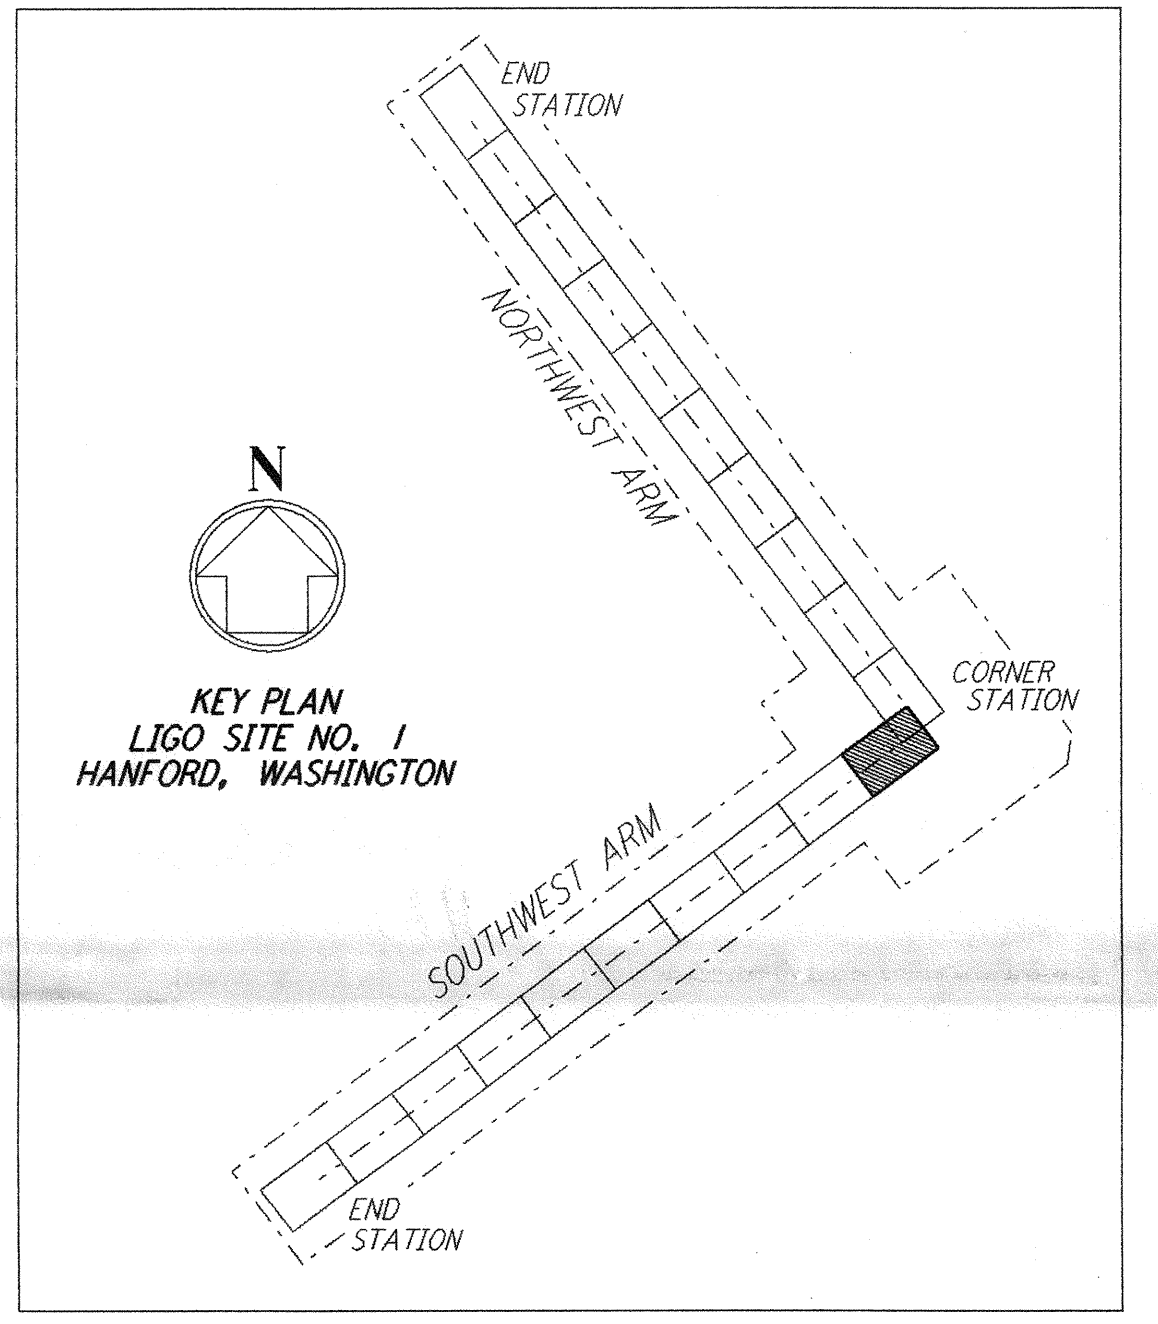 END
STATION
NORTHWEST ARM
N
CORNER
STATION
KEY PLAN
LIGO SITE NO. 1
HANFORD, WASHINGTON
SOUTHWEST ARM
END
STATION